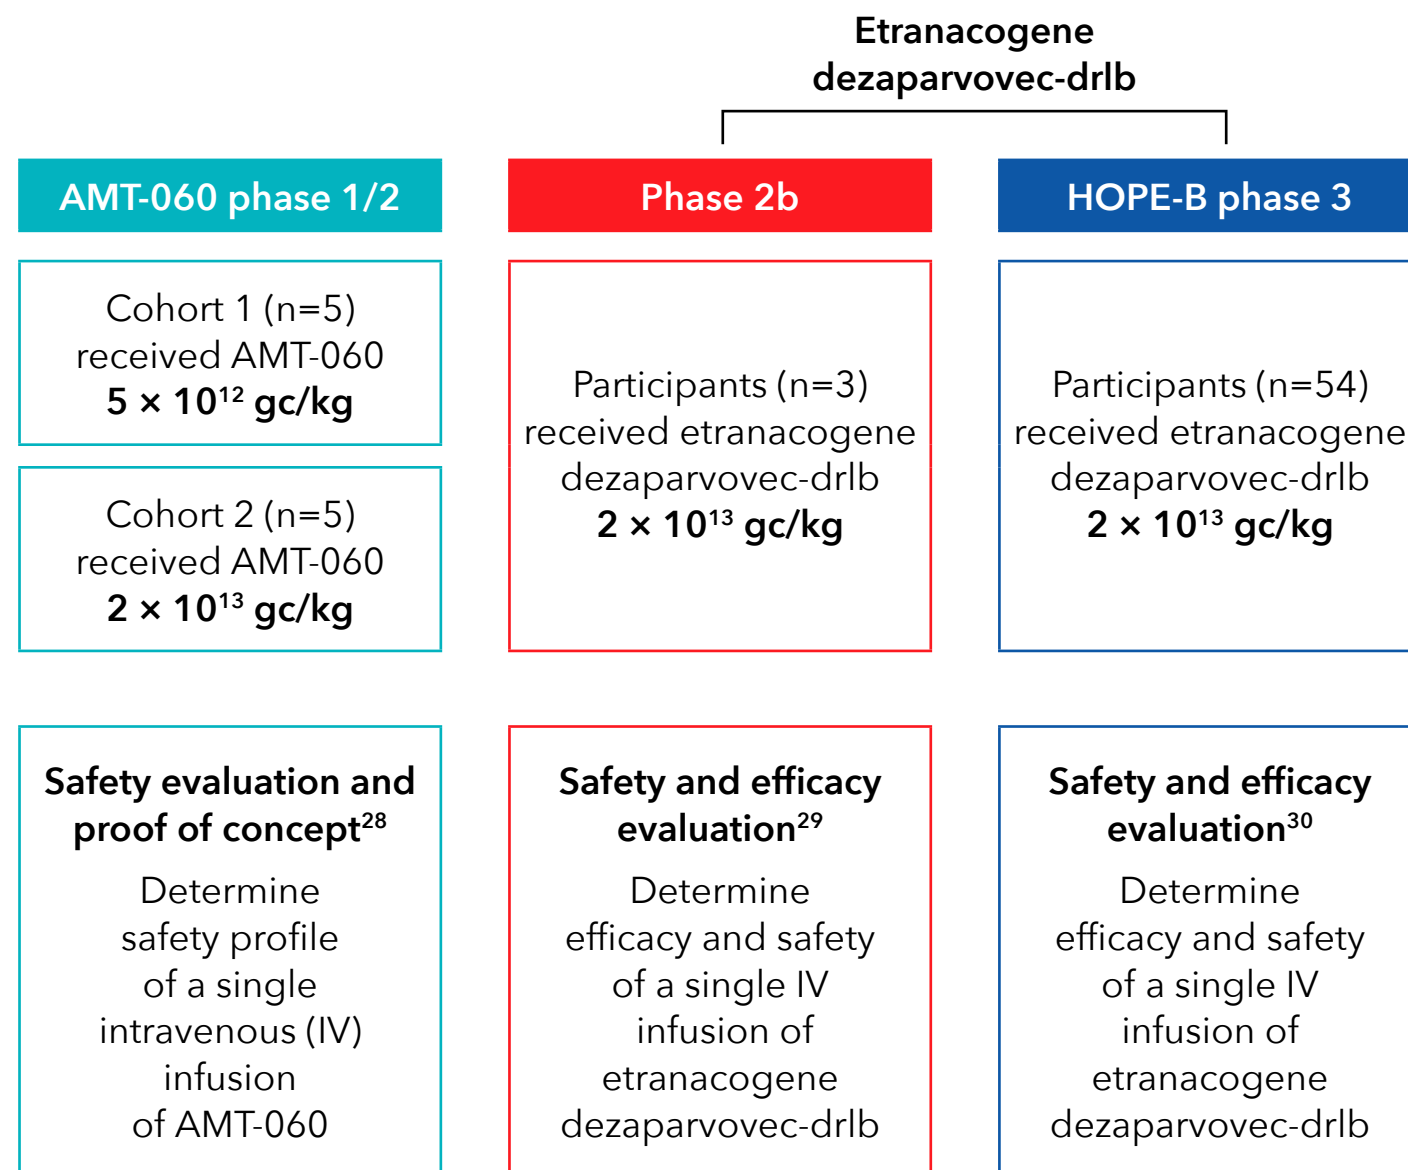 Etranacogene
dezaparvovec-drlb
AMT-060 phase 1/2
Cohort 1 (n=5)
received AMT-060
5 × 10¹² gc/kg
Cohort 2 (n=5)
received AMT-060
2 × 10¹³ gc/kg
Safety evaluation and
proof of concept²⁸
Determine
safety profile
of a single
intravenous (IV)
infusion
of AMT-060
Phase 2b
Participants (n=3)
received etranacogene
dezaparvovec-drlb
2 × 10¹³ gc/kg
Safety and efficacy
evaluation²⁹
Determine
efficacy and safety
of a single IV
infusion of
etranacogene
dezaparvovec-drlb
HOPE-B phase 3
Participants (n=54)
received etranacogene
dezaparvovec-drlb
2 × 10¹³ gc/kg
Safety and efficacy
evaluation³⁰
Determine
efficacy and safety
of a single IV
infusion of
etranacogene
dezaparvovec-drlb